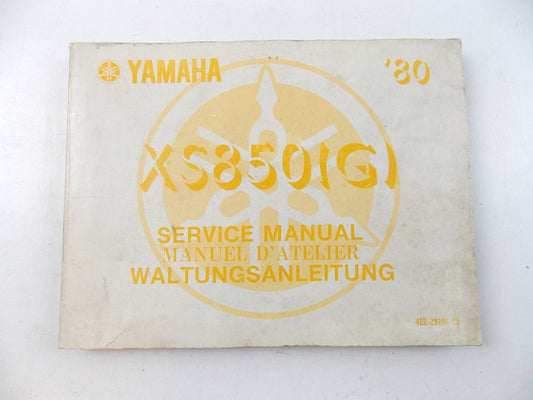 YAMAHA '80
XS850(G)
SERVICE MANUAL
MANUEL D'ATELIER
WALTUNGSANLEITUNG